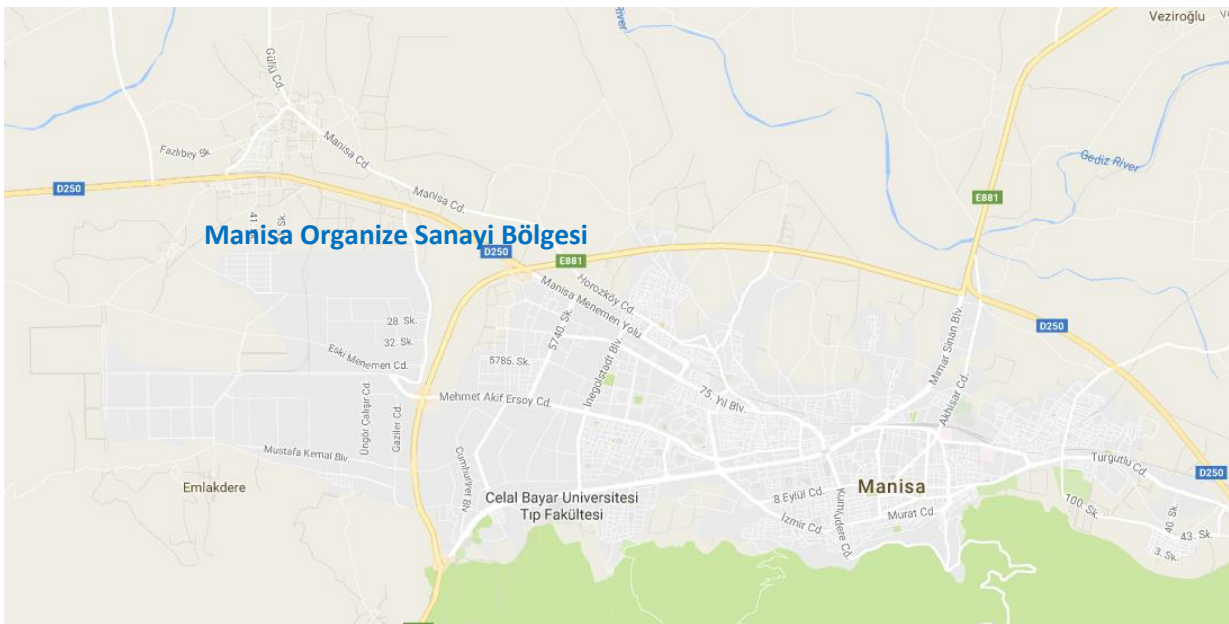 Veziroğlu
River
Güllü Cd.
Manisa Cd.
Fazlıbey Sk.
Gediz River
D250
Manisa Cd.
E881
41
Sk.
Manisa Organize Sanayi Bölgesi
D250
E881
Horozköy Cd.
Manisa Menemen Yolu
28. Sk.
5740. Sk.
D250
32. Sk.
İnegolstadt Blv.
Mimar Sinan Blv.
Eski Menemen Cd.
5785. Sk.
Akhisar Cd.
Mehmet Akif Ersoy Cd.
75. Yıl Blv.
Üngör Çalışır Cd.
Gaziler Cd.
Mustafa Kemal Blv.
Cumhuriyet Blv
Turgutlu Cd.
D250
Emlakdere
Manisa
Celal Bayar Universitesi
Tıp Fakültesi
8 Eylül Cd.
Kumludere Cd.
İzmir Cd.
Murat Cd.
100. Sk.
40. Sk.
43. Sk.
3. Sk.